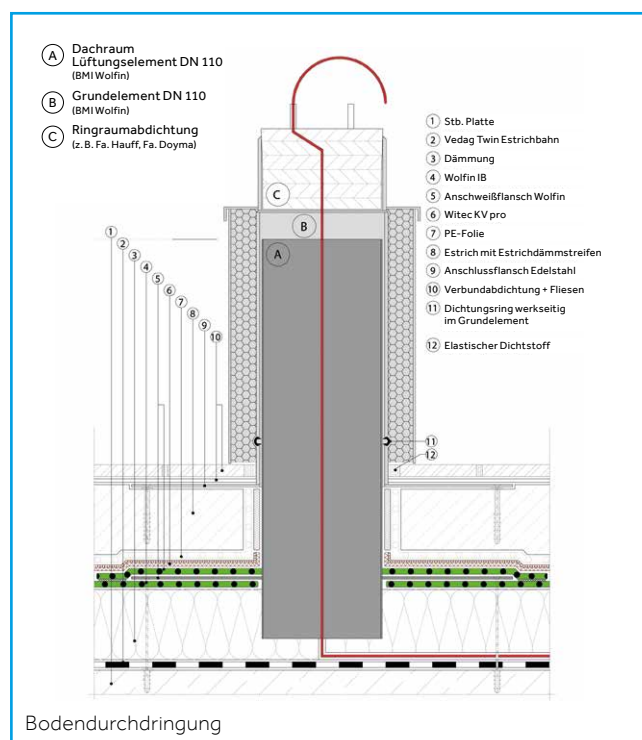 A Dachraum
Lüftungselement DN 110
(BMI Wolfin)
B Grundelement DN 110
(BMI Wolfin)
C Ringraumabdichtung
(z. B. Fa. Hauff, Fa. Doyma)
1 Stb. Platte
2 Vedag Twin Estrichbahn
3 Dämmung
4 Wolfin IB
5 Anschweißflansch Wolfin
6 Witec KV pro
7 PE-Folie
8 Estrich mit Estrichdämmstreifen
9 Anschlussflansch Edelstahl
10 Verbundabdichtung + Fliesen
11 Dichtungsring werkseitig
im Grundelement
12 Elastischer Dichtstoff
C
B
A
1
2
3
4
5
6
7
8
9
10
11
12
Bodendurchdringung